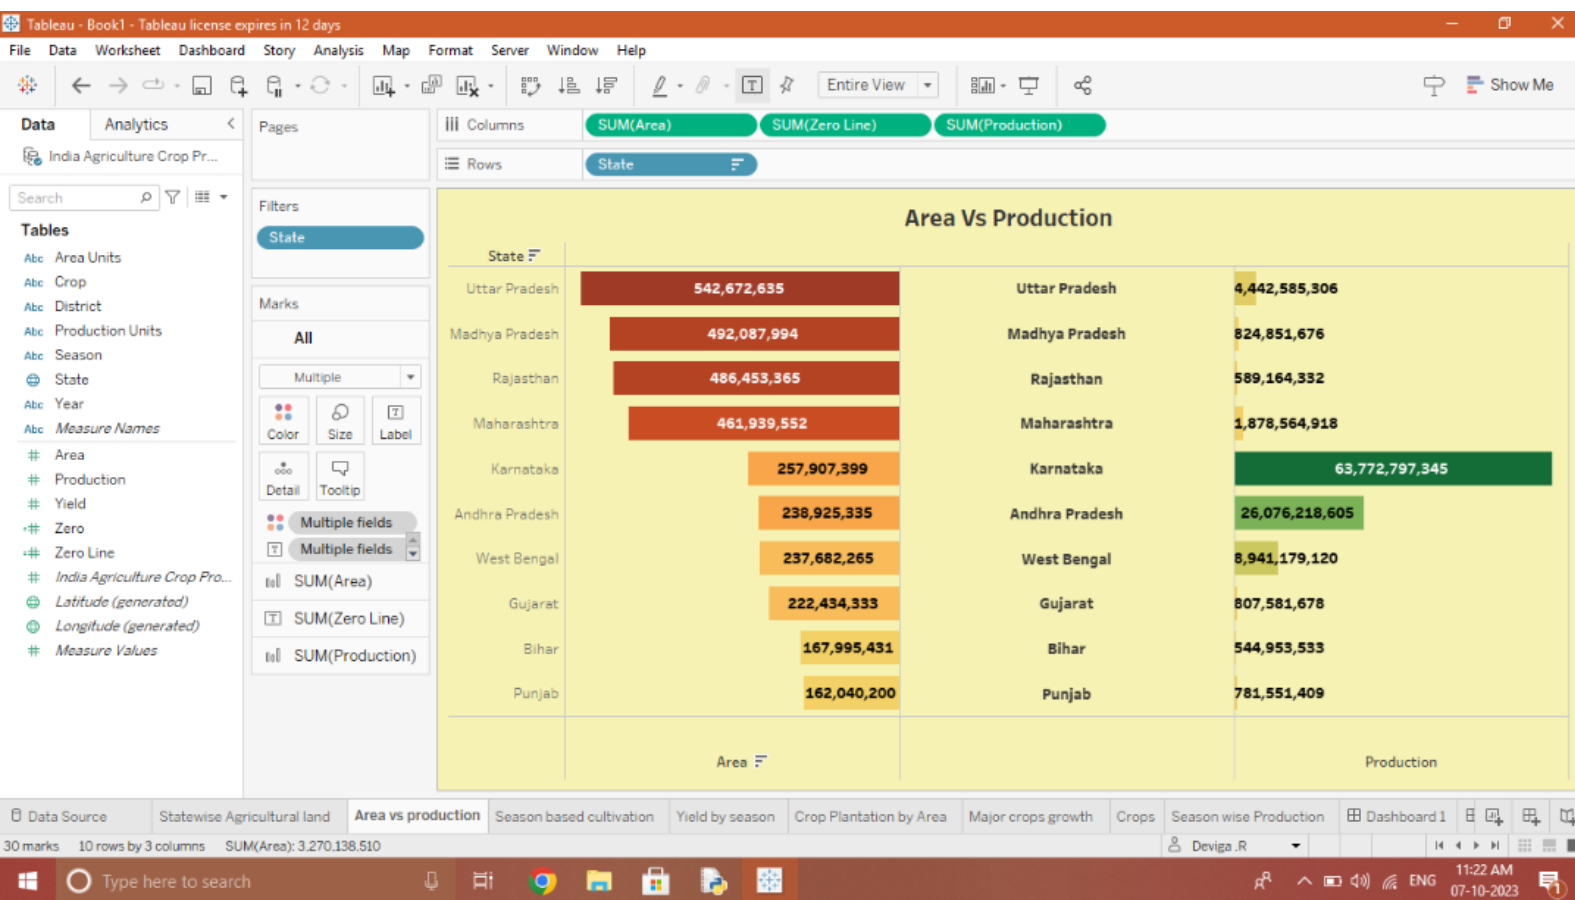 Tableau - Book1 - Tableau license expires in 12 days
File Data Worksheet Dashboard Story Analysis Map Format Server Window Help
Entire View
Show Me
Data Analytics
India Agriculture Crop Pr...
Search
Tables
Abc Area Units
Abc Crop
Abc District
Abc Production Units
Abc Season
State
Abc Year
Abc Measure Names
# Area
# Production
# Yield
=# Zero
=# Zero Line
# India Agriculture Crop Pro...
Latitude (generated)
Longitude (generated)
# Measure Values
Pages
Filters
State
Marks
All
Multiple
Color Size Label
Detail Tooltip
Multiple fields
Multiple fields
SUM(Area)
SUM(Zero Line)
SUM(Production)
Columns SUM(Area) SUM(Zero Line) SUM(Production)
Rows State
Area Vs Production
State
Uttar Pradesh 542,672,635 Uttar Pradesh 4,442,585,306
Madhya Pradesh 492,087,994 Madhya Pradesh 824,851,676
Rajasthan 486,453,365 Rajasthan 589,164,332
Maharashtra 461,939,552 Maharashtra 1,878,564,918
Karnataka 257,907,399 Karnataka 63,772,797,345
Andhra Pradesh 238,925,335 Andhra Pradesh 26,076,218,605
West Bengal 237,682,265 West Bengal 8,941,179,120
Gujarat 222,434,333 Gujarat 807,581,678
Bihar 167,995,431 Bihar 544,953,533
Punjab 162,040,200 Punjab 781,551,409
Area Production
Data Source Statewise Agricultural land Area vs production Season based cultivation Yield by season Crop Plantation by Area Major crops growth Crops Season wise Production Dashboard 1
30 marks 10 rows by 3 columns SUM(Area): 3,270,138,510 Deviga .R
Type here to search
ENG
11:22 AM
07-10-2023
1